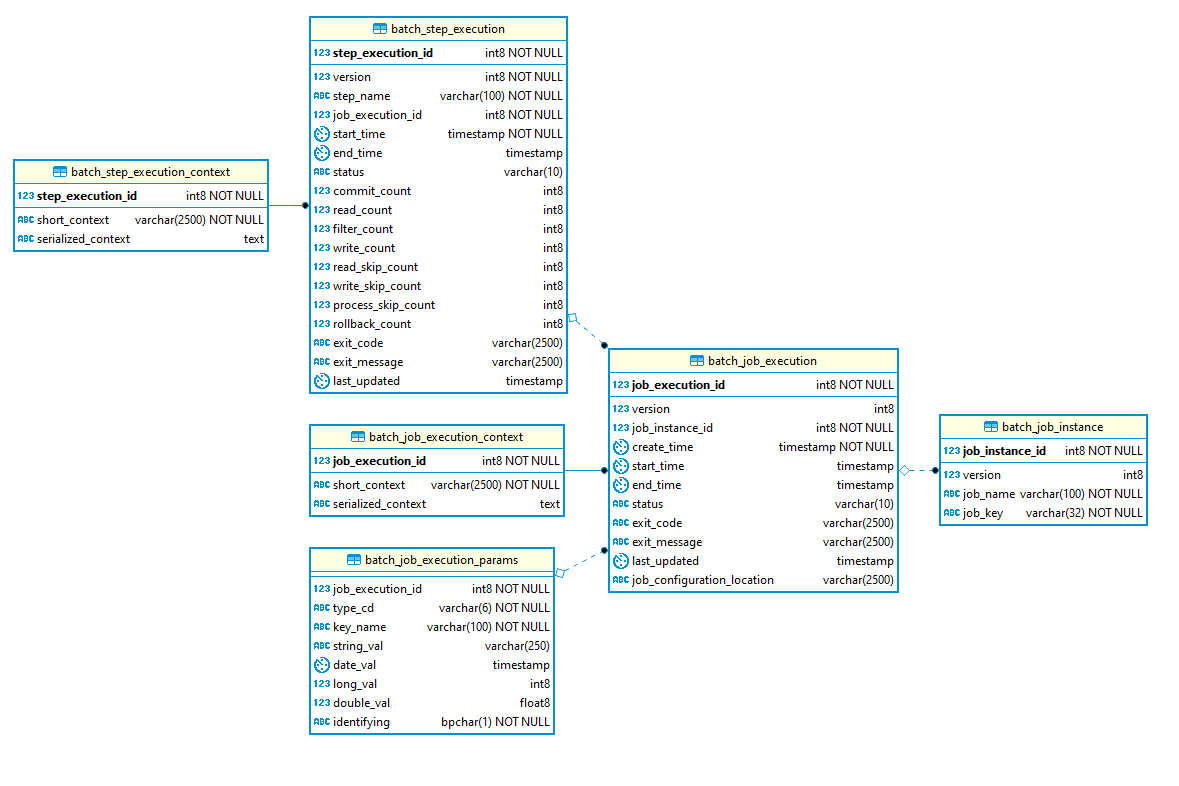 batch_step_execution
123 step_execution_id int8 NOT NULL
123 version int8 NOT NULL
ABC step_name varchar(100) NOT NULL
123 job_execution_id int8 NOT NULL
start_time timestamp NOT NULL
end_time timestamp
ABC status varchar(10)
123 commit_count int8
123 read_count int8
123 filter_count int8
123 write_count int8
123 read_skip_count int8
123 write_skip_count int8
123 process_skip_count int8
123 rollback_count int8
ABC exit_code varchar(2500)
ABC exit_message varchar(2500)
last_updated timestamp
batch_step_execution_context
123 step_execution_id int8 NOT NULL
ABC short_context varchar(2500) NOT NULL
ABC serialized_context text
batch_job_execution
123 job_execution_id int8 NOT NULL
123 version int8
123 job_instance_id int8 NOT NULL
create_time timestamp NOT NULL
start_time timestamp
end_time timestamp
ABC status varchar(10)
ABC exit_code varchar(2500)
ABC exit_message varchar(2500)
last_updated timestamp
ABC job_configuration_location varchar(2500)
batch_job_instance
123 job_instance_id int8 NOT NULL
123 version int8
ABC job_name varchar(100) NOT NULL
ABC job_key varchar(32) NOT NULL
batch_job_execution_context
123 job_execution_id int8 NOT NULL
ABC short_context varchar(2500) NOT NULL
ABC serialized_context text
batch_job_execution_params
123 job_execution_id int8 NOT NULL
ABC type_cd varchar(6) NOT NULL
ABC key_name varchar(100) NOT NULL
ABC string_val varchar(250)
date_val timestamp
123 long_val int8
123 double_val float8
ABC identifying bpchar(1) NOT NULL